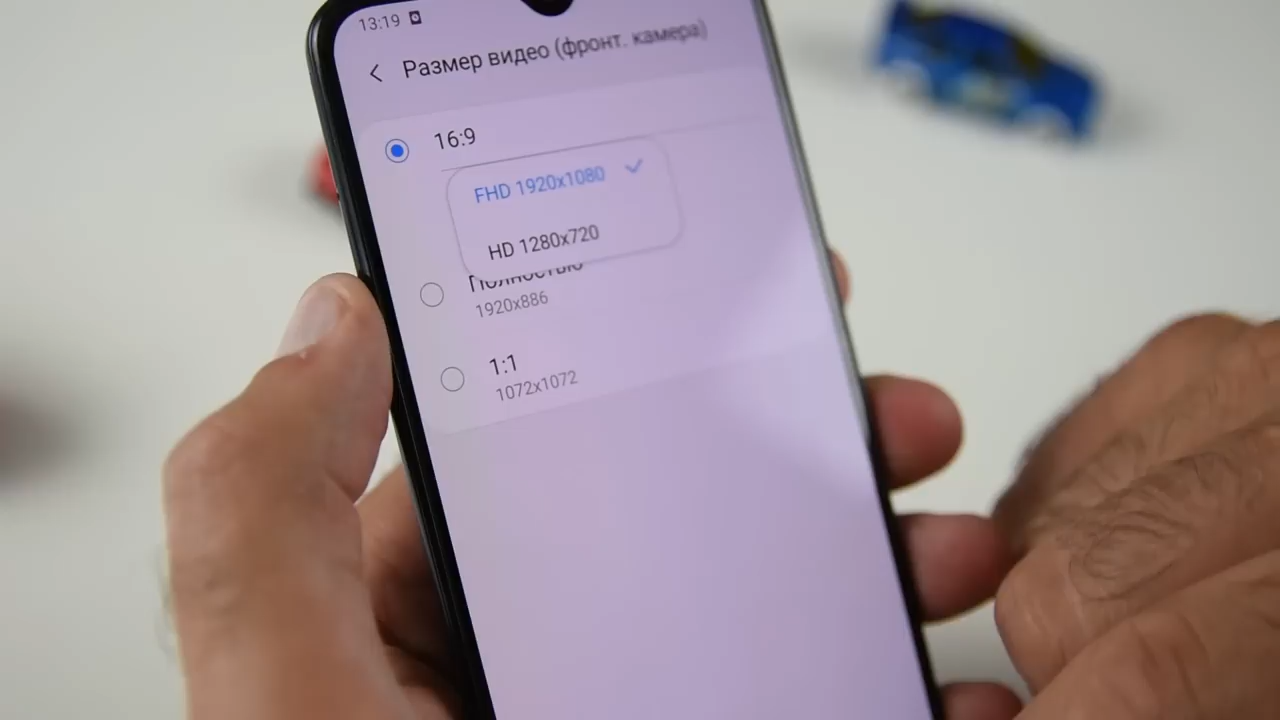 13:19
Размер видео (фронт. камера)
16:9
FHD 1920x1080
HD 1280x720
Полностью
1920x886
1:1
1072x1072